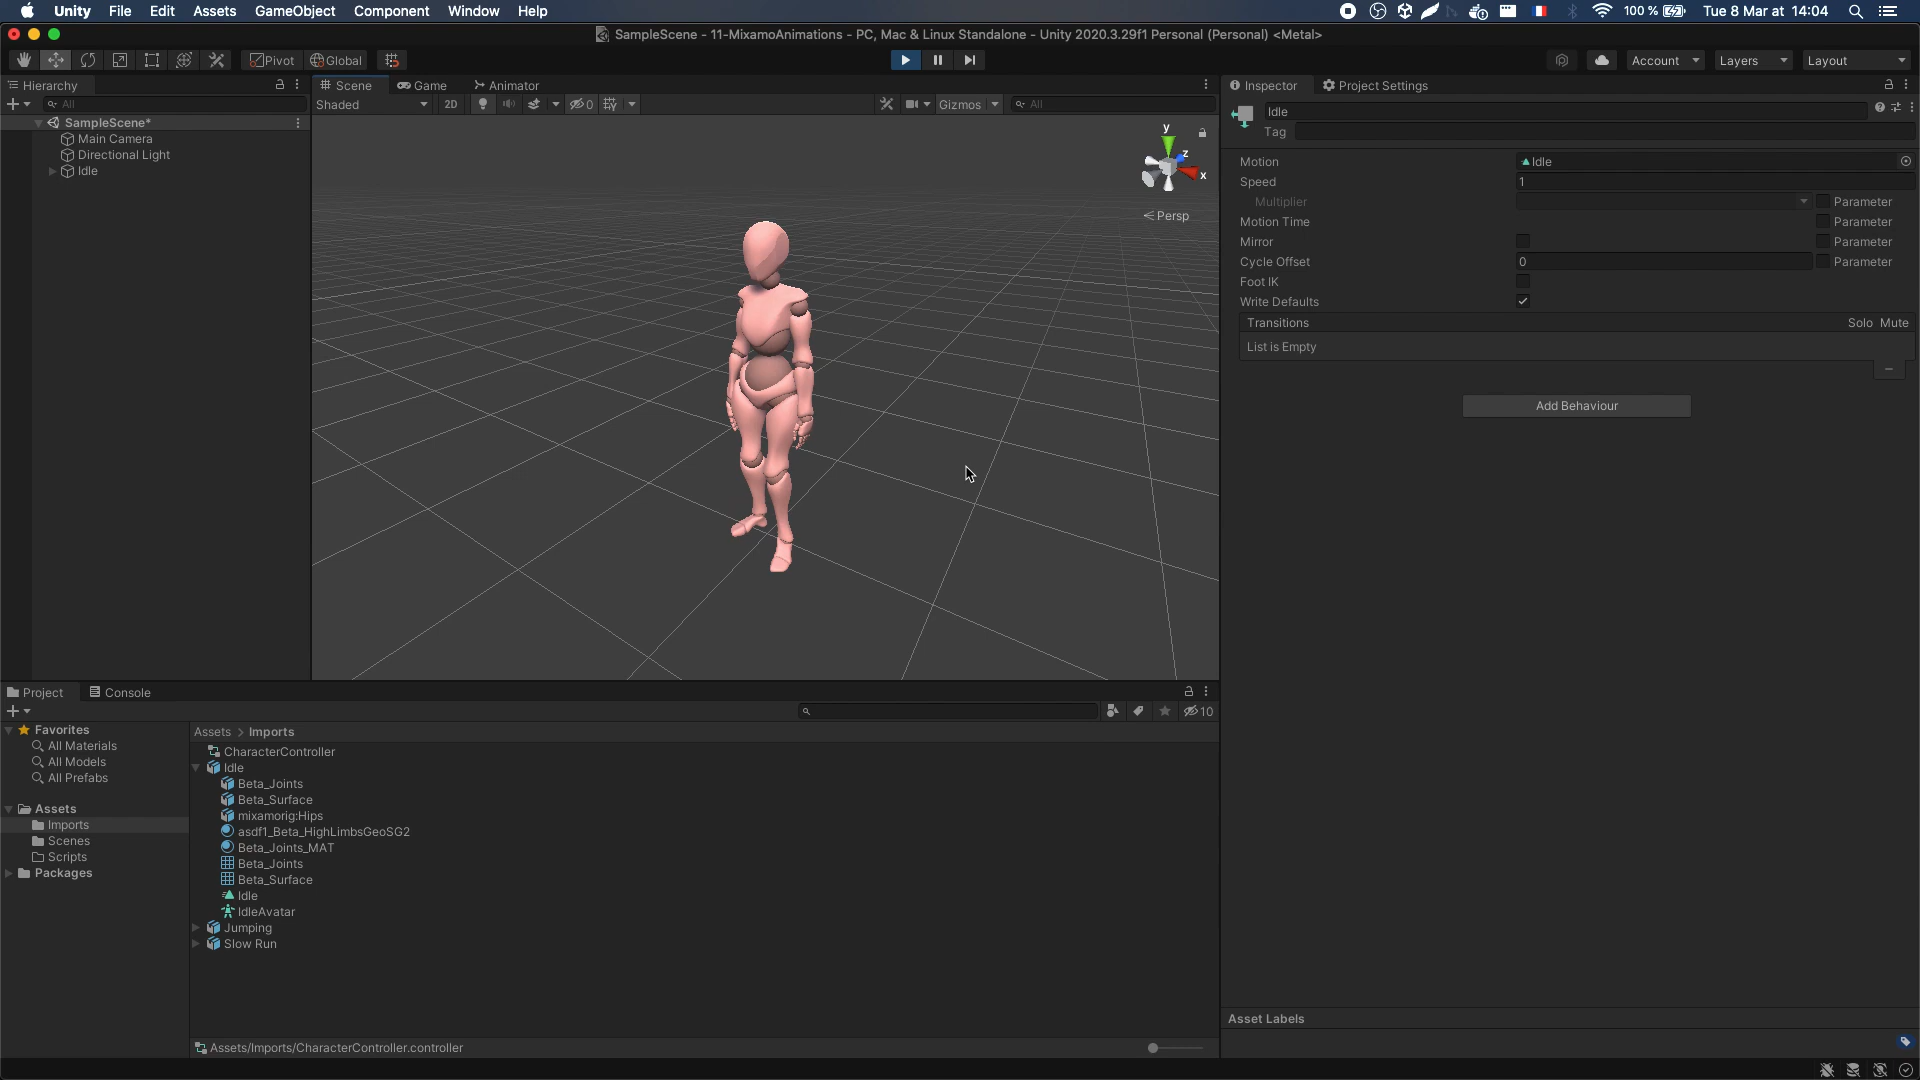 Unity File Edit Assets GameObject Component Window Help 100 % Tue 8 Mar at 14:04
SampleScene - 11-MixamoAnimations - PC, Mac & Linux Standalone - Unity 2020.3.29f1 Personal (Personal) <Metal>
Pivot Global Account Layers Layout
Hierarchy
All
SampleScene*
Main Camera
Directional Light
Idle
Scene Game Animator
Shaded 2D 0 Gizmos All
y
z
x
Persp
Inspector Project Settings
Idle
Tag
Motion Idle
Speed 1
Multiplier Parameter
Motion Time Parameter
Mirror Parameter
Cycle Offset 0 Parameter
Foot IK
Write Defaults
Transitions Solo Mute
List is Empty
Add Behaviour
Project Console
10
Favorites
All Materials
All Models
All Prefabs
Assets
Imports
Scenes
Scripts
Packages
Assets > Imports
CharacterController
Idle
Beta_Joints
Beta_Surface
mixamorig:Hips
asdf1_Beta_HighLimbsGeoSG2
Beta_Joints_MAT
Beta_Joints
Beta_Surface
Idle
IdleAvatar
Jumping
Slow Run
Assets/Imports/CharacterController.controller
Asset Labels